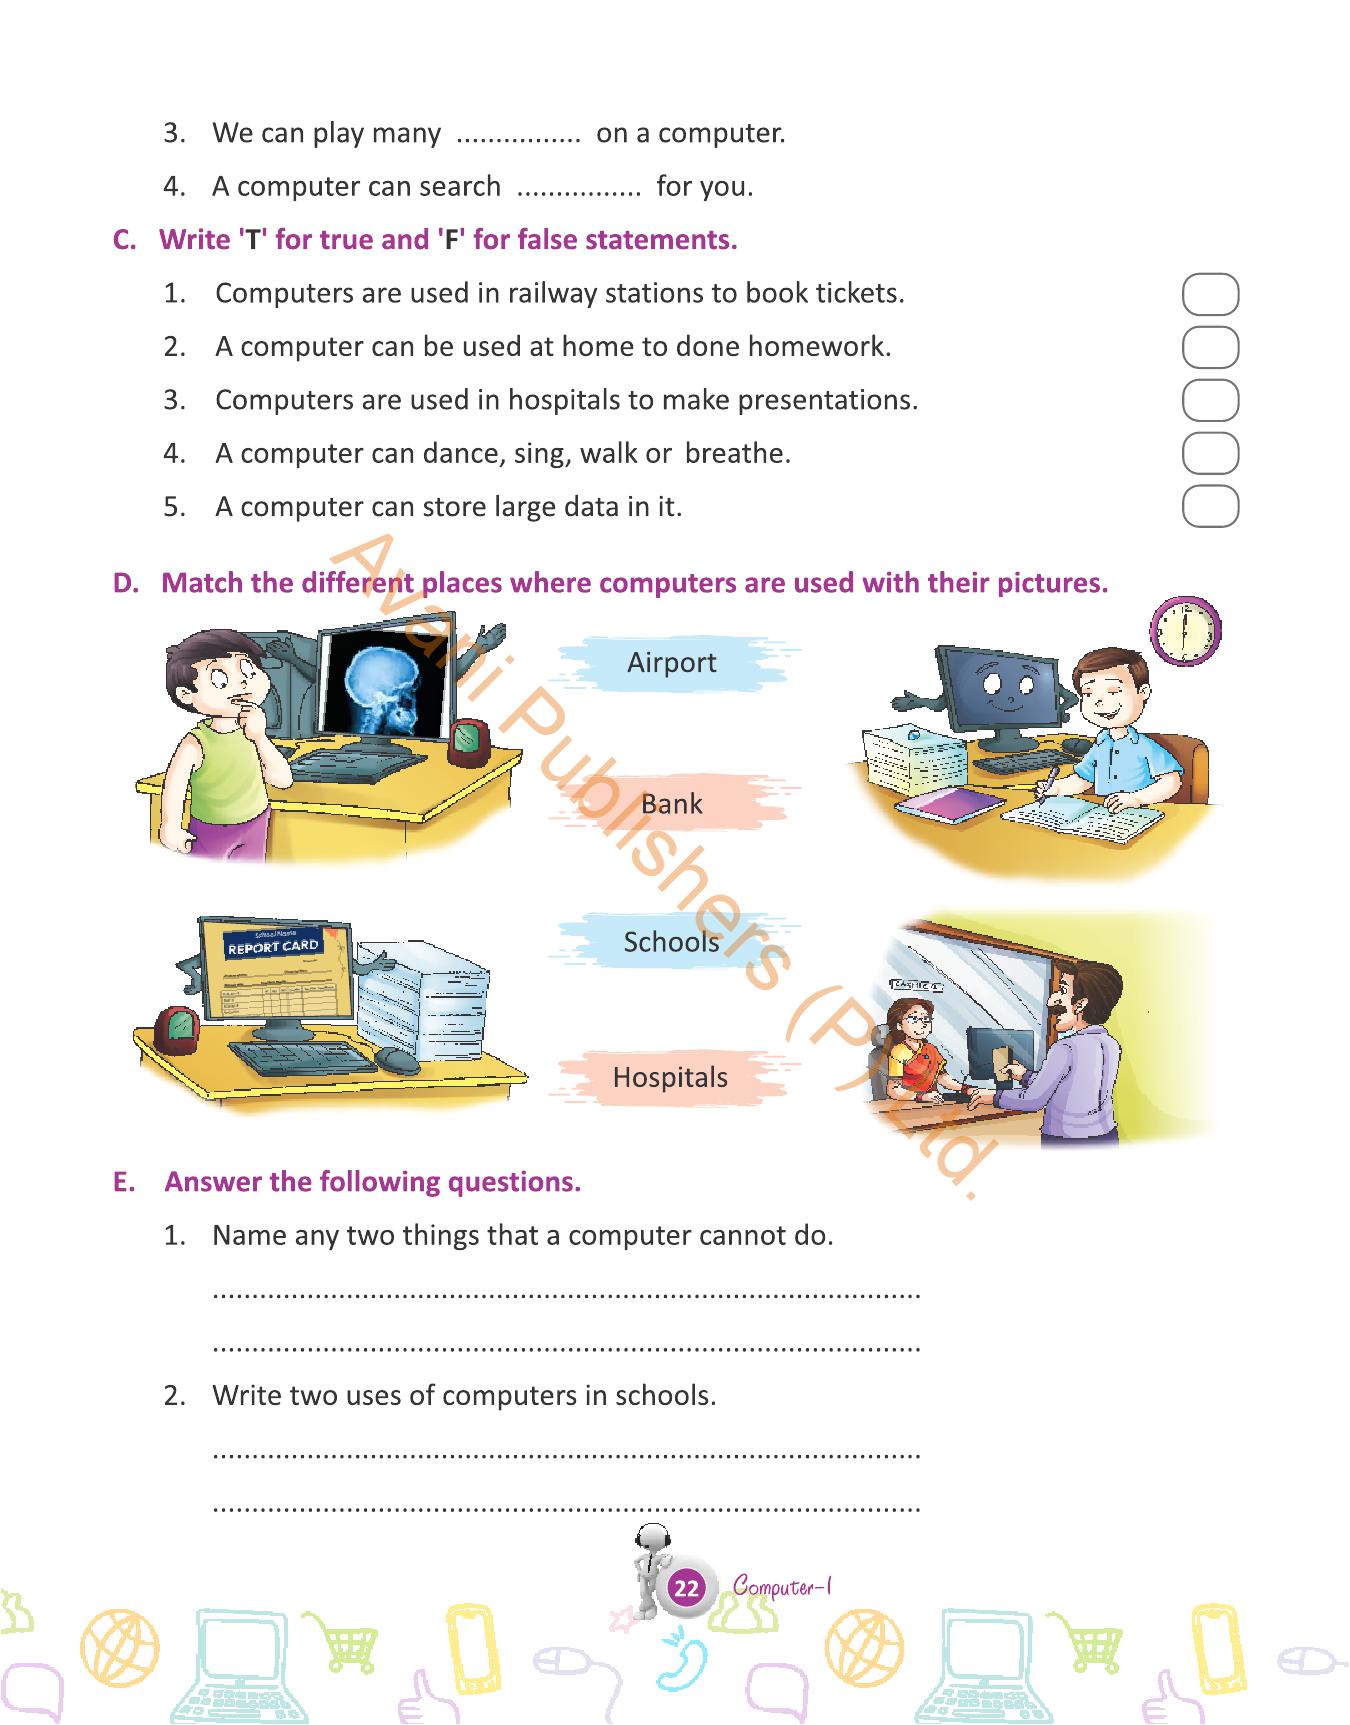 3. We can play many ................ on a computer.
4. A computer can search ................ for you.
C. Write 'T' for true and 'F' for false statements.
1. Computers are used in railway stations to book tickets.
2. A computer can be used at home to done homework.
3. Computers are used in hospitals to make presentations.
4. A computer can dance, sing, walk or breathe.
5. A computer can store large data in it.
D. Match the different places where computers are used with their pictures.
Airport
Bank
School Name
REPORT CARD
Schools
Hospitals
Avani Publishers (P) Ltd.
E. Answer the following questions.
1. Name any two things that a computer cannot do.
..........................................................................................
..........................................................................................
2. Write two uses of computers in schools.
..........................................................................................
..........................................................................................
22 Computer-1